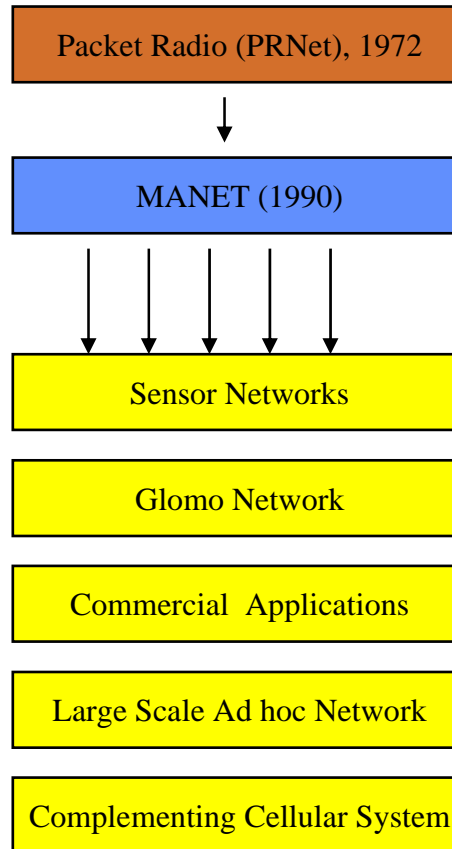 Packet Radio (PRNet), 1972
MANET (1990)
Sensor Networks
Glomo Network
Commercial Applications
Large Scale Ad hoc Network
Complementing Cellular System